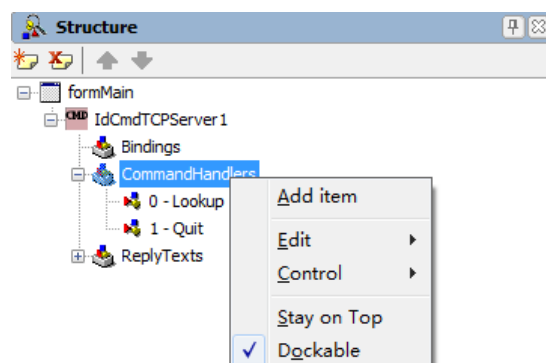 Structure
formMain
CMD IdCmdTCPServer1
Bindings
CommandHandlers
0 - Lookup
1 - Quit
ReplyTexts
Add item
Edit
Control
Stay on Top
Dockable